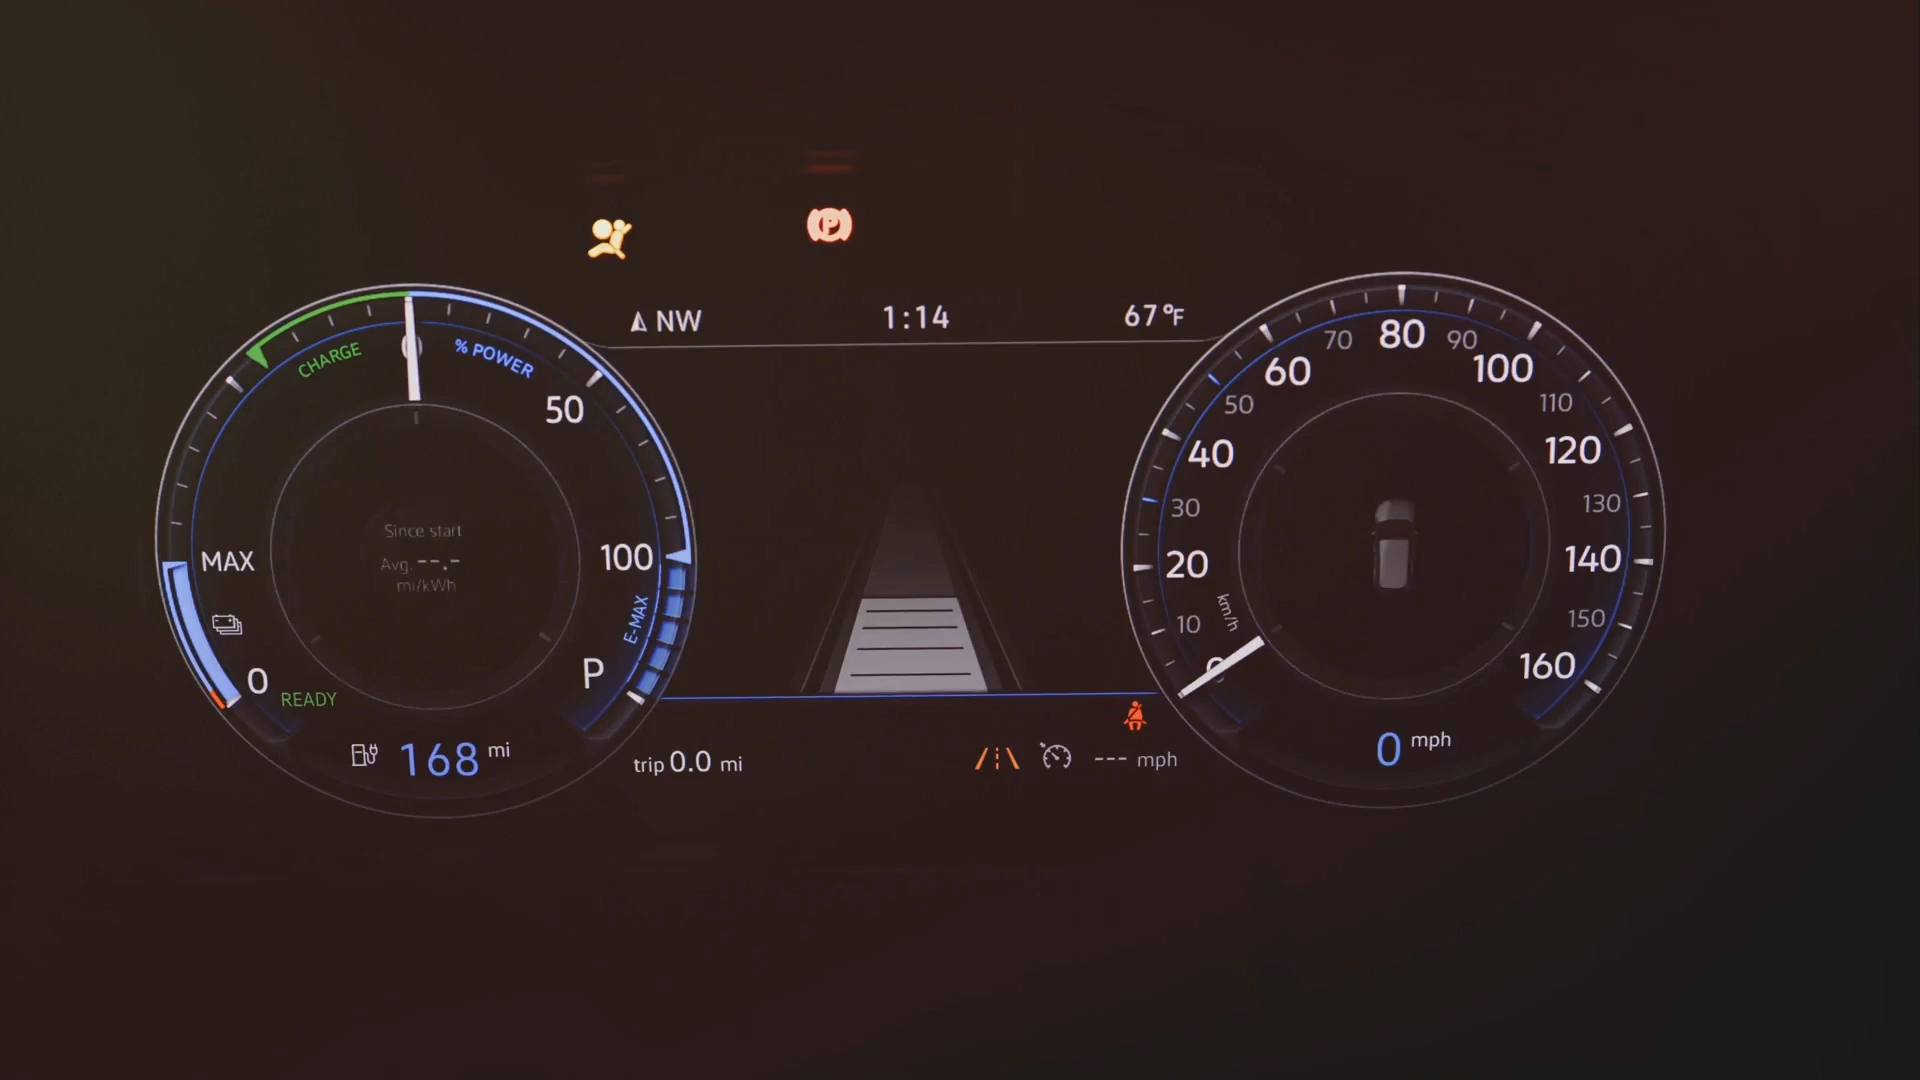 P
NW
1:14
67°F
CHARGE
0
% POWER
50
100
E-MAX
P
MAX
0
READY
Since start
Avg. --.-
mi/kWh
168 mi
trip 0.0 mi
--- mph
0
10
20
30
40
50
60
70
80
90
100
110
120
130
140
150
160
km/h
0 mph